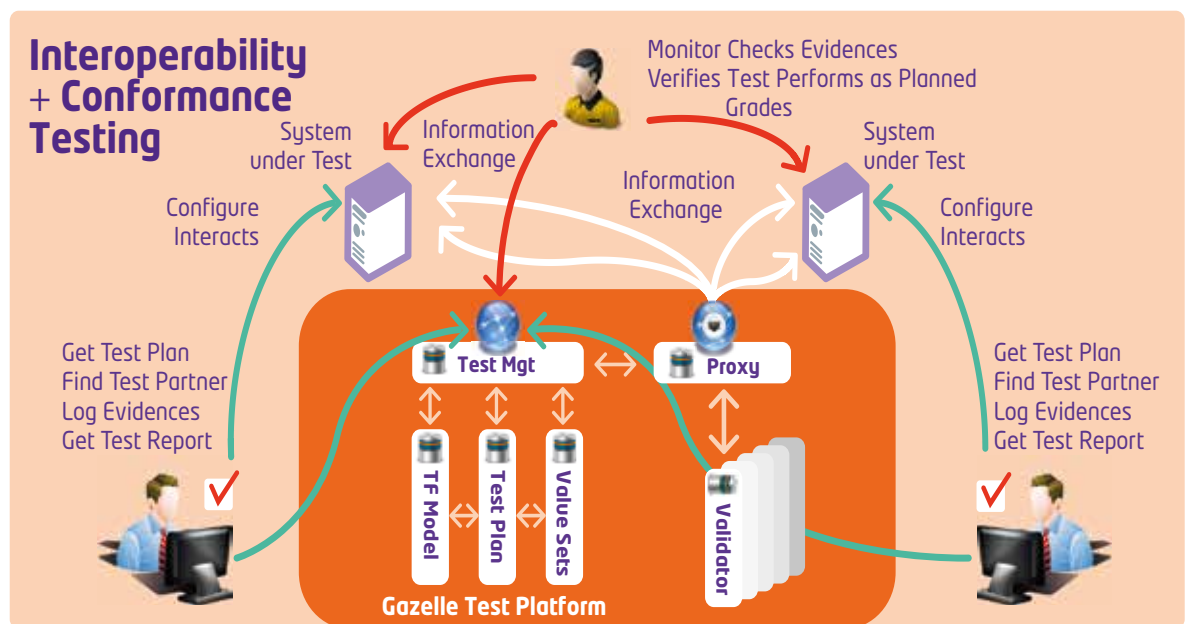 Interoperability
+ Conformance
Testing
Monitor Checks Evidences
Verifies Test Performs as Planned
Grades
System
under Test
Information
Exchange
Information
Exchange
System
under Test
Configure
Interacts
Configure
Interacts
Get Test Plan
Find Test Partner
Log Evidences
Get Test Report
Get Test Plan
Find Test Partner
Log Evidences
Get Test Report
Test Mgt
Proxy
TF Model
Test Plan
Value Sets
Validator
Gazelle Test Platform